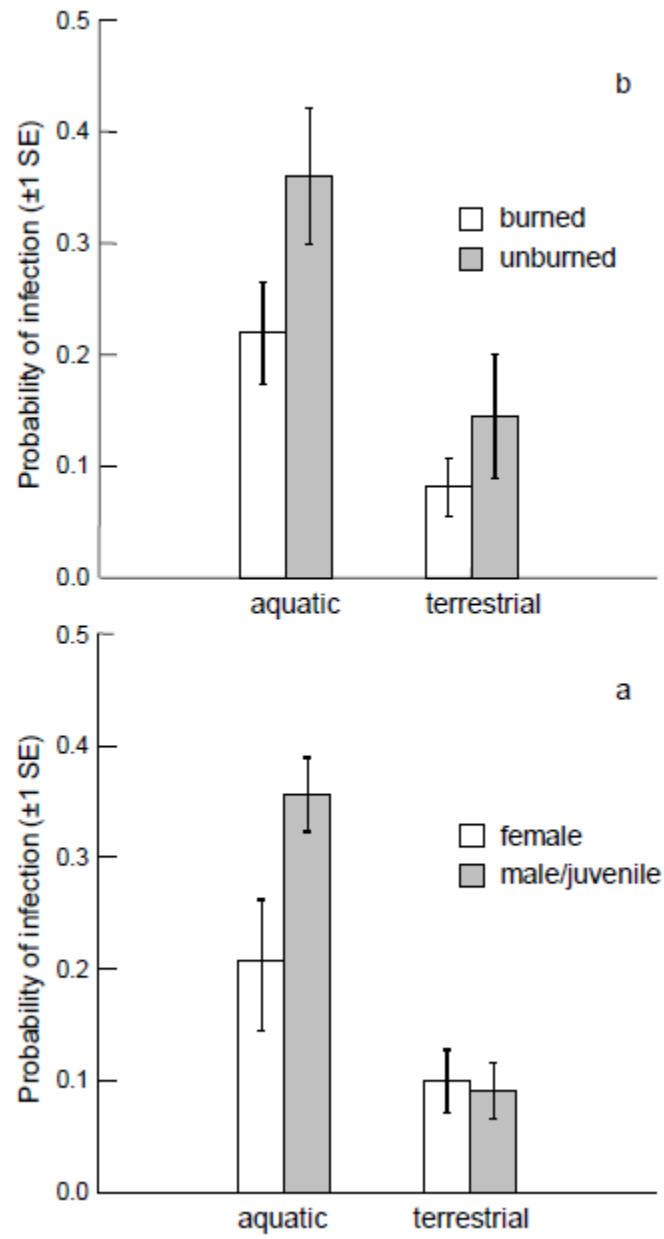 0.5
b
0.4
burned
0.3
unburned
0.2
0.1
0.0
aquatic terrestrial
Probability of infection (±1 SE)
0.5
a
0.4
female
0.3
male/juvenile
0.2
0.1
0.0
aquatic terrestrial
Probability of infection (±1 SE)